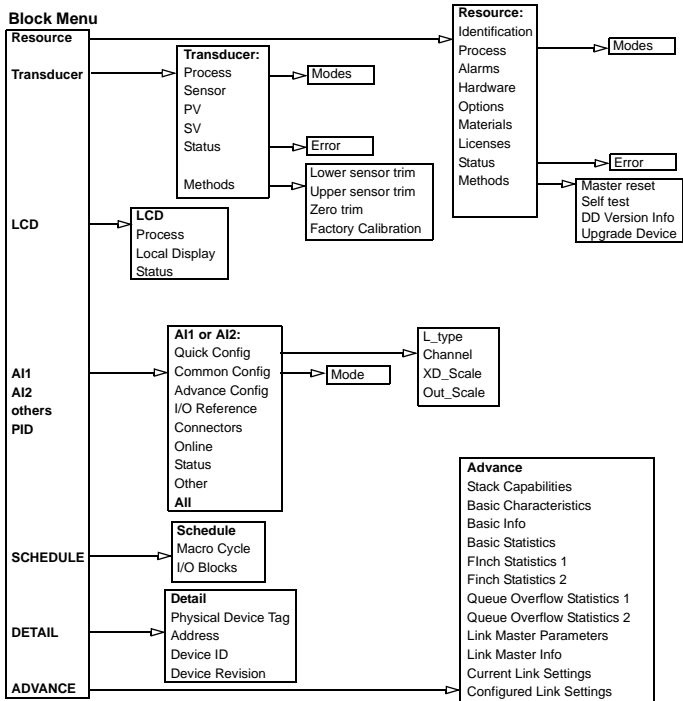 Block Menu
Resource
Transducer
LCD
AI1
AI2
others
PID
SCHEDULE
DETAIL
ADVANCE
Transducer:
Process
Sensor
PV
SV
Status
Methods
Modes
Error
Lower sensor trim
Upper sensor trim
Zero trim
Factory Calibration
Resource:
Identification
Process
Alarms
Hardware
Options
Materials
Licenses
Status
Methods
Modes
Error
Master reset
Self test
DD Version Info
Upgrade Device
LCD
Process
Local Display
Status
AI1 or AI2:
Quick Config
Common Config
Advance Config
I/O Reference
Connectors
Online
Status
Other
All
Mode
L_type
Channel
XD_Scale
Out_Scale
Schedule
Macro Cycle
I/O Blocks
Detail
Physical Device Tag
Address
Device ID
Device Revision
Advance
Stack Capabilities
Basic Characteristics
Basic Info
Basic Statistics
FInch Statistics 1
Finch Statistics 2
Queue Overflow Statistics 1
Queue Overflow Statistics 2
Link Master Parameters
Link Master Info
Current Link Settings
Configured Link Settings